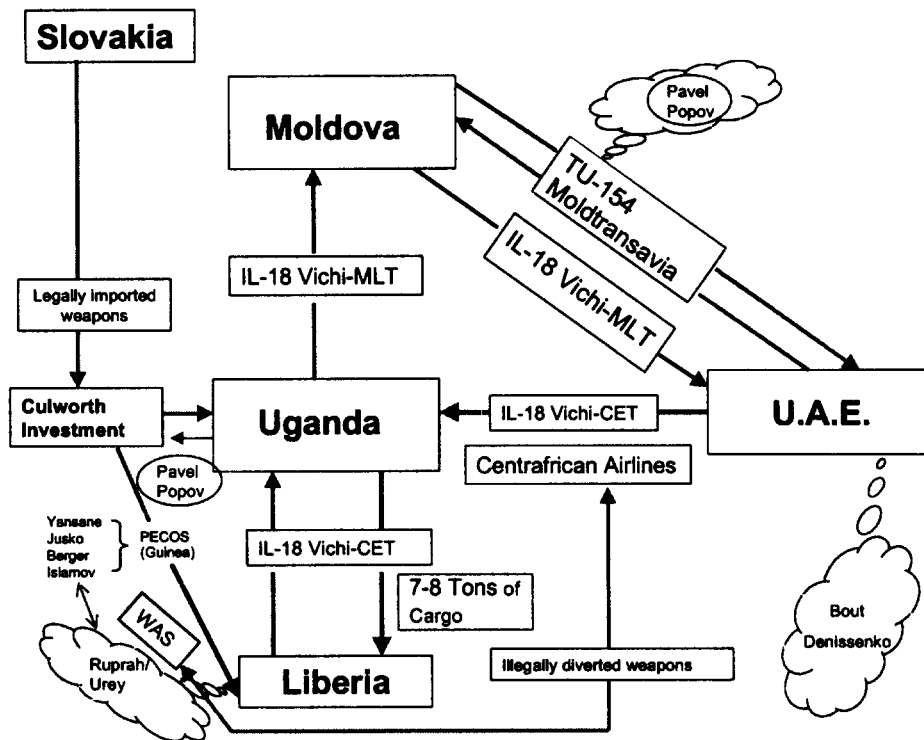 Slovakia
Moldova
Pavel
Popov
TU-154
Moldtransavia
IL-18 Vichi-MLT
IL-18 Vichi-MLT
Legally imported
weapons
Culworth
Investment
Uganda
IL-18 Vichi-CET
U.A.E.
Centrafrican Airlines
Pavel
Popov
Yansane
Jusko
Berger
Islamov
PECOS
(Guinea)
IL-18 Vichi-CET
7-8 Tons of
Cargo
WAS
Bout
Denissenko
Ruprah/
Urey
Liberia
Illegally diverted weapons